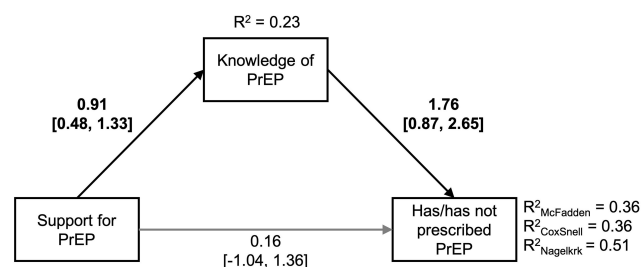 R² = 0.23
Knowledge of
PrEP
0.91
[0.48, 1.33]
1.76
[0.87, 2.65]
Support for
PrEP
0.16
[-1.04, 1.36]
Has/has not
prescribed
PrEP
R²McFadden = 0.36
R²CoxSnell = 0.36
R²Nagelkrk = 0.51